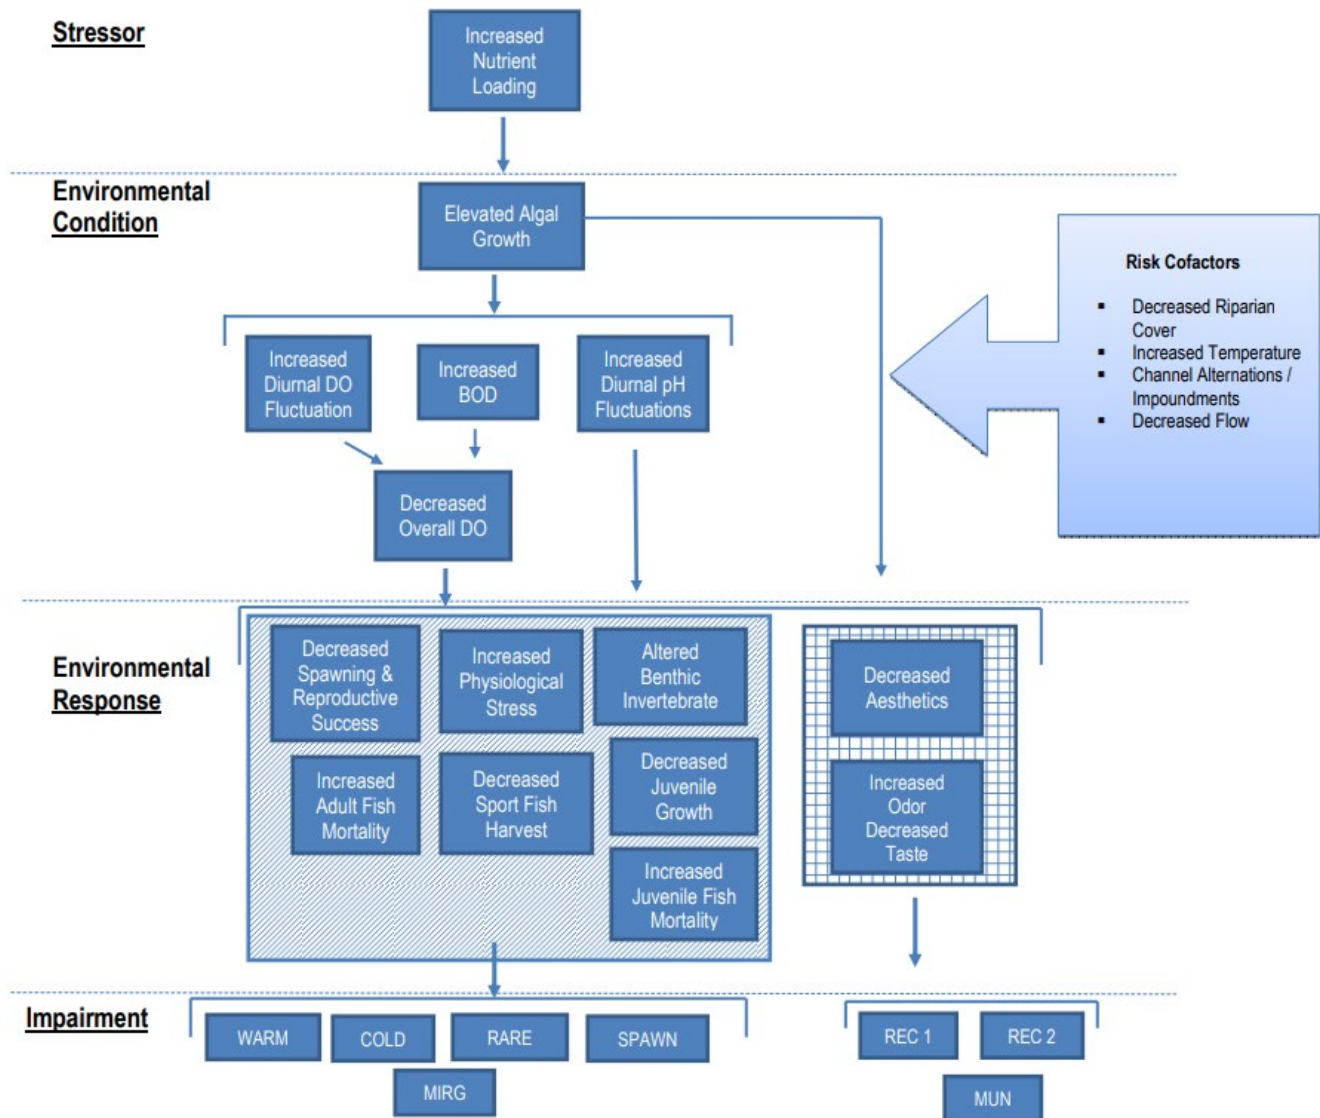 Stressor
Increased
Nutrient
Loading
Environmental
Condition
Elevated Algal
Growth
Risk Cofactors
▪ Decreased Riparian
Cover
▪ Increased Temperature
▪ Channel Alternations /
Impoundments
▪ Decreased Flow
Increased
Diurnal DO
Fluctuation
Increased
BOD
Increased
Diurnal pH
Fluctuations
Decreased
Overall DO
Environmental
Response
Decreased
Spawning &
Reproductive
Success
Increased
Physiological
Stress
Altered
Benthic
Invertebrate
Decreased
Aesthetics
Increased
Adult Fish
Mortality
Decreased
Sport Fish
Harvest
Decreased
Juvenile
Growth
Increased
Odor
Decreased
Taste
Increased
Juvenile Fish
Mortality
Impairment
WARM
COLD
RARE
SPAWN
REC 1
REC 2
MIRG
MUN